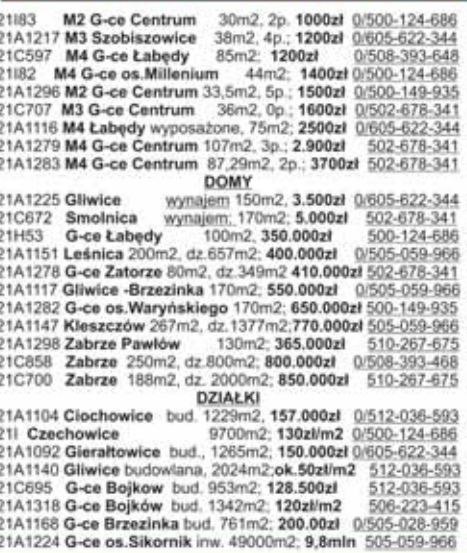 21I83 M2 G-ce Centrum 30m2, 2p. 1000zł 0/500-124-686
21A1217 M3 Szobiszowice 38m2, 4p.; 1200zł 0/605-622-344
21C597 M4 G-ce Łabędy 85m2; 1200zł 0/508-393-648
21I82 M4 G-ce os.Millenium 44m2; 1400zł 0/500-124-686
21A1296 M2 G-ce Centrum 33,5m2, 5p.; 1500zł 0/500-149-935
21C707 M3 G-ce Centrum 36m2, 0p.; 1600zł 0/502-678-341
21A1116 M4 Łabędy wyposażone, 75m2; 2500zł 0/605-622-344
21A1279 M4 G-ce Centrum 107m2, 3p.; 2.900zł 502-678-341
21A1283 M4 G-ce Centrum 87,29m2, 2p.; 3700zł 502-678-341
DOMY
21A1225 Gliwice wynajem 150m2, 3.500zł 0/605-622-344
21C672 Smolnica wynajem; 170m2; 5.000zł 502-678-341
21H53 G-ce Łabędy 100m2, 350.000zł 500-124-686
21A1151 Leśnica 200m2, dz.657m2; 400.000zł 0/505-059-966
21A1278 G-ce Zatorze 80m2, dz.349m2 410.000zł 502-678-341
21A1117 Gliwice -Brzezinka 170m2; 550.000zł 0/505-059-966
21A1282 G-ce os.Waryńskiego 170m2; 650.000zł 500-149-935
21A1147 Kleszczów 267m2, dz.1377m2;770.000zł 505-059-966
21A1298 Zabrze Pawłów 130m2; 365.000zł 510-267-675
21C858 Zabrze 250m2, dz.800m2; 800.000zł 0/508-393-468
21C700 Zabrze 188m2, dz. 2000m2; 850.000zł 510-267-675
DZIAŁKI
21A1104 Ciochowice bud. 1229m2, 157.000zł 0/512-036-593
21I Czechowice 9700m2; 130zł/m2 0/500-124-686
21A1092 Gierałtowice bud., 1265m2; 150.000zł 0/605-622-344
21A1140 Gliwice budowlana, 2024m2;ok.50zł/m2 512-036-593
21C695 G-ce Bojkow bud. 953m2; 128.500zł 512-036-593
21A1318 G-ce Bojków bud. 1342m2; 120zł/m2 506-223-415
21A1168 G-ce Brzezinka bud. 761m2; 200.00zł 0/505-028-959
21A1224 G-ce os.Sikornik inw. 49000m2; 9,8mln 505-059-966